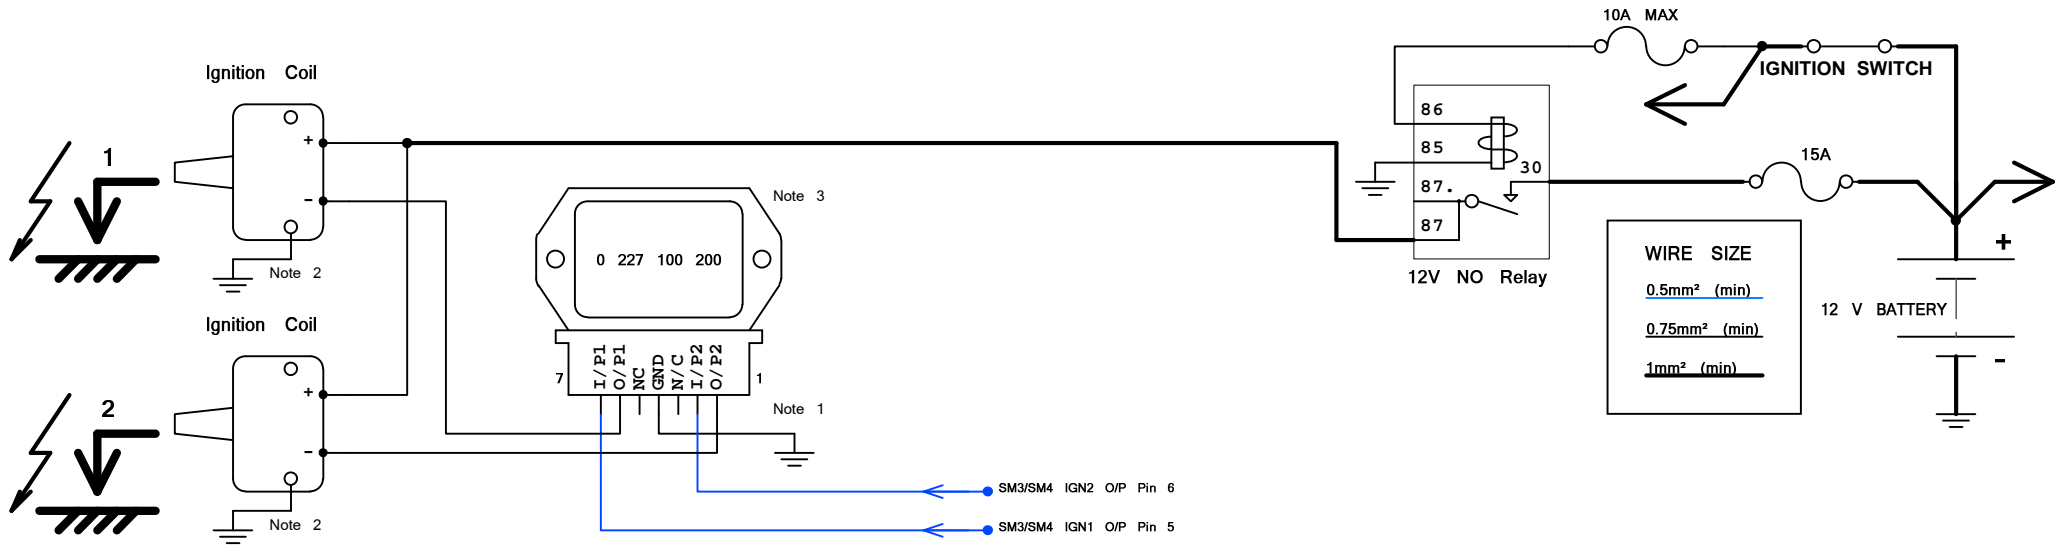 10A MAX
IGNITION SWITCH
Ignition Coil
+
-
1
Note 2
Note 3
0 227 100 200
86
85
30
87.
87
12V NO Relay
15A
WIRE SIZE
0.5mm² (min)
0.75mm² (min)
1mm² (min)
+
12 V BATTERY
-
Ignition Coil
+
-
2
Note 2
7
I/P1
O/P1
NC
GND
N/C
I/P2
O/P2
1
Note 1
SM3/SM4 IGN2 O/P Pin 6
SM3/SM4 IGN1 O/P Pin 5